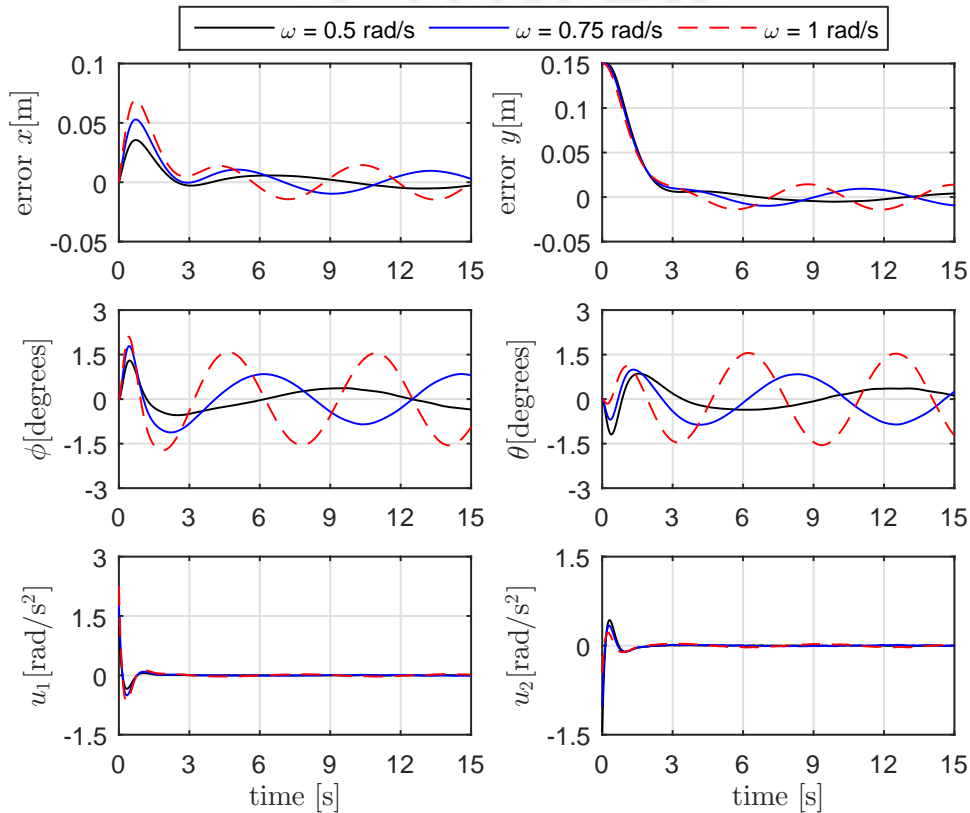 ω = 0.5 rad/s ω = 0.75 rad/s ω = 1 rad/s
error x[m]
0.1
0.05
0
-0.05
0 3 6 9 12 15
error y[m]
0.15
0.1
0.05
0
-0.05
0 3 6 9 12 15
ϕ[degrees]
3
1.5
0
-1.5
-3
0 3 6 9 12 15
θ[degrees]
3
1.5
0
-1.5
-3
0 3 6 9 12 15
u₁[rad/s²]
3
1.5
0
-1.5
0 3 6 9 12 15
time [s]
u₂[rad/s²]
1.5
0
-1.5
0 3 6 9 12 15
time [s]